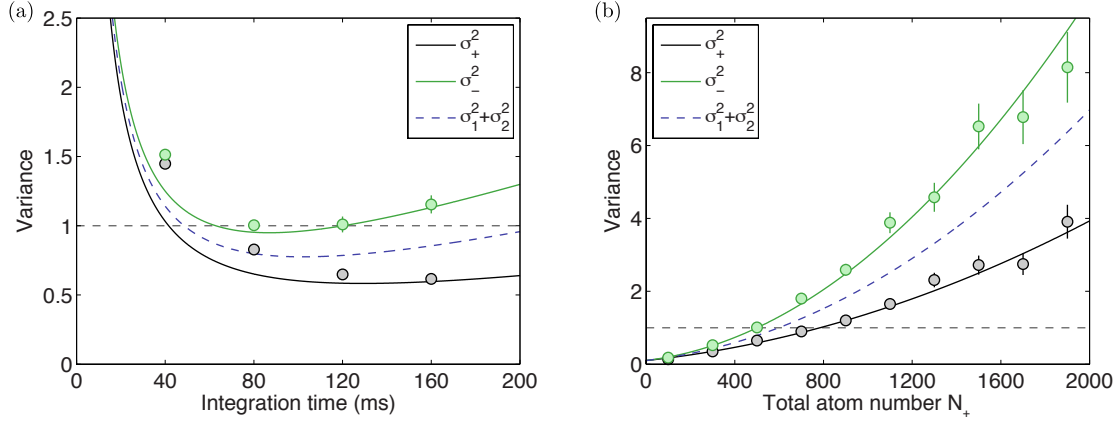 (a)
2.5
2
1.5
1
0.5
0
0
40
80
120
160
200
Variance
Integration time (ms)
σ²₊
σ²₋
σ²₁+σ²₂
(b)
8
6
4
2
0
0
400
800
1200
1600
2000
Variance
Total atom number N₊
σ²₊
σ²₋
σ²₁+σ²₂